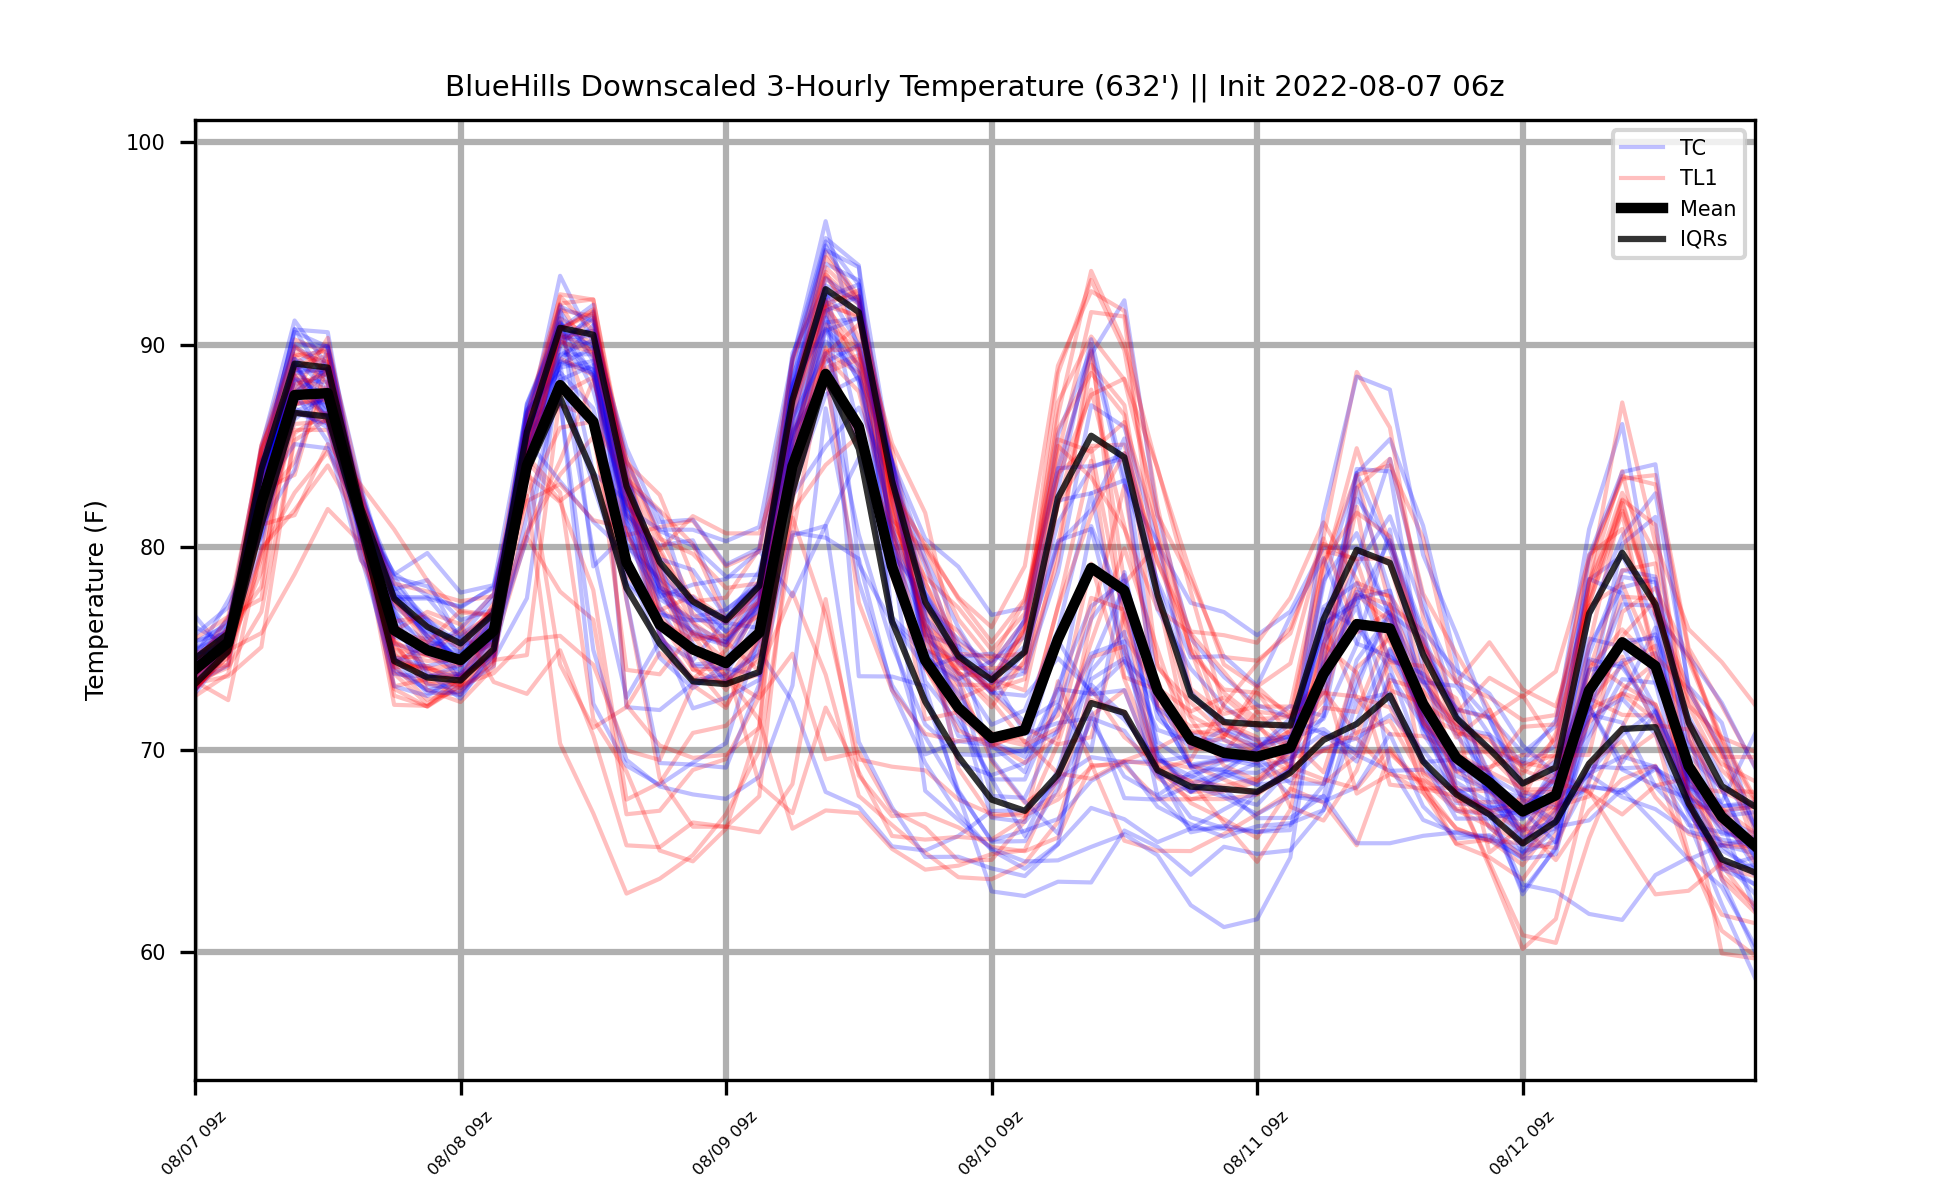 BlueHills Downscaled 3-Hourly Temperature (632') || Init 2022-08-07 06z
TC
TL1
Mean
IQRs
Temperature (F)
100
90
80
70
60
08/07 09z
08/08 09z
08/09 09z
08/10 09z
08/11 09z
08/12 09z